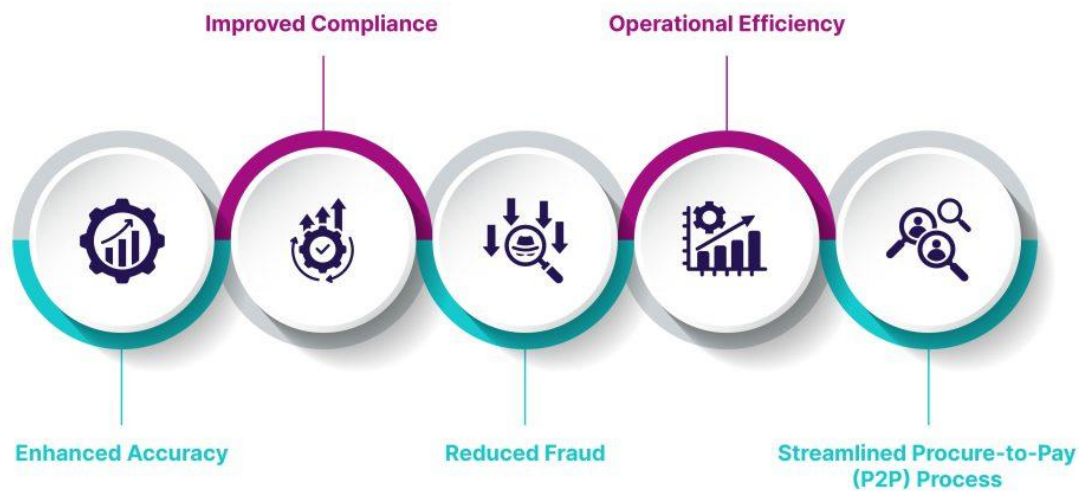 Improved Compliance
Operational Efficiency
Enhanced Accuracy
Reduced Fraud
Streamlined Procure-to-Pay
(P2P) Process